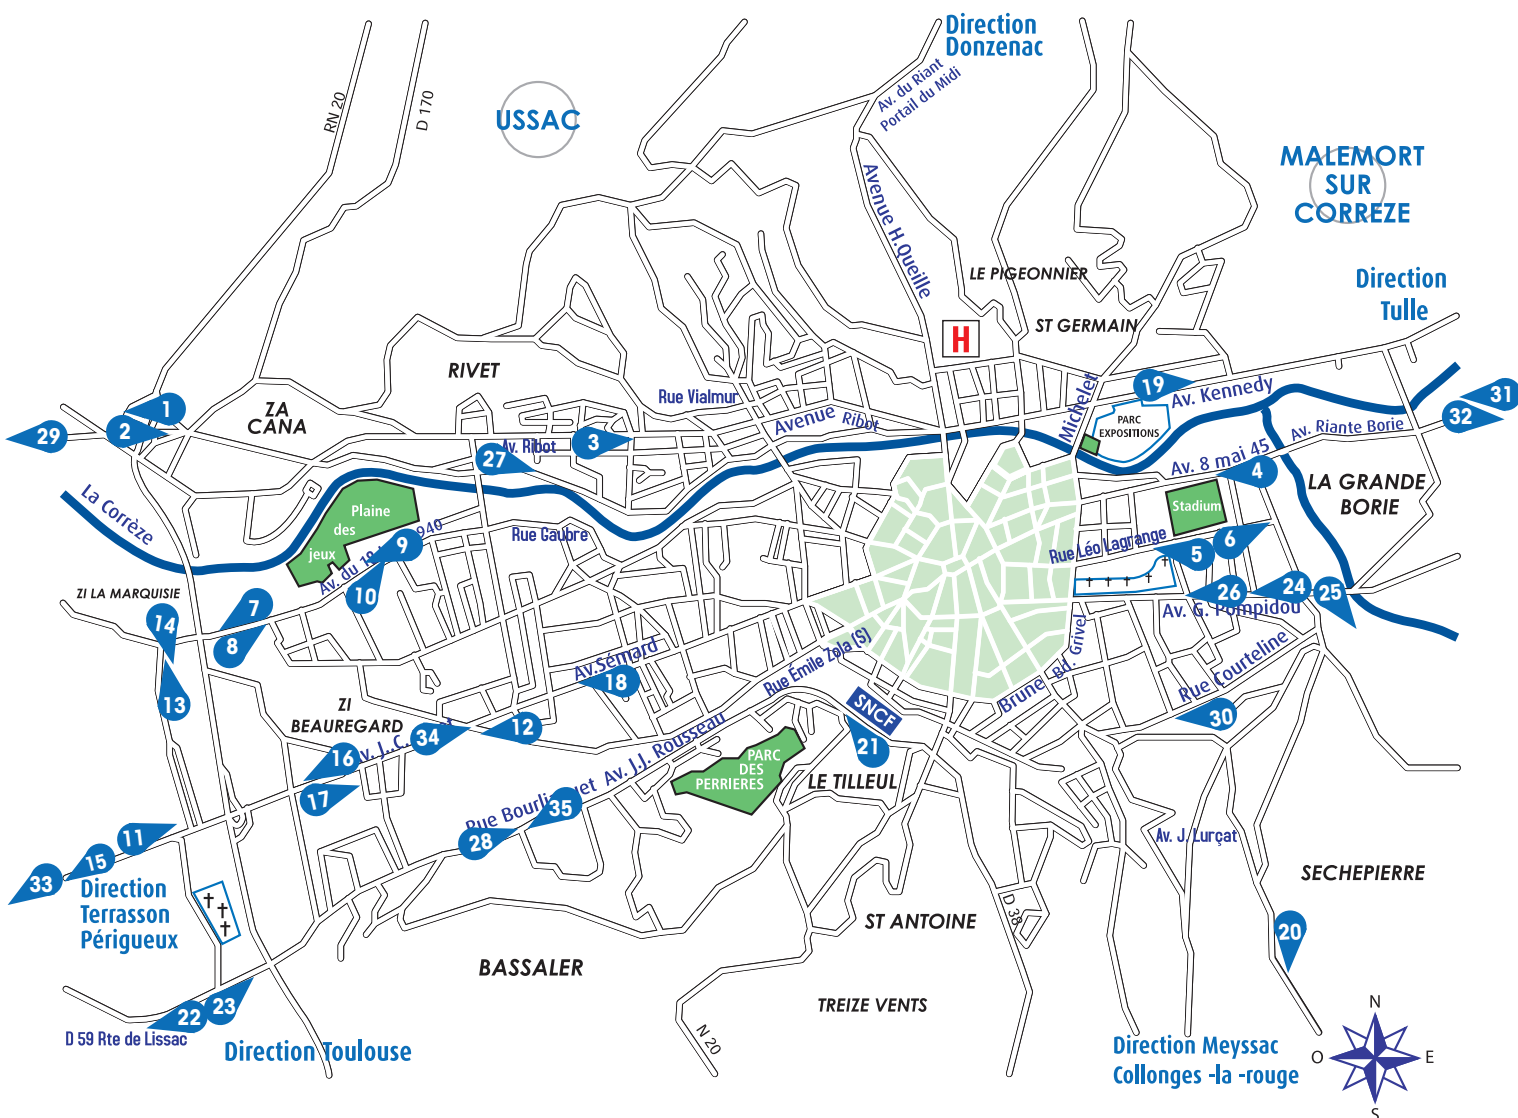 Direction
Donzenac
RN 20
D 170
USSAC
Av. du Riant
Portail du Midi
MALEMORT
SUR
CORREZE
Avenue H.Queille
LE PIGEONNIER
Direction
Tulle
ST GERMAIN
H
RIVET
Rue Vialmur
ZA
CANA
Michelet
19
Av. Kennedy
31
32
1
2
29
3
Av. Ribot
27
Avenue Ribot
PARC
EXPOSITIONS
Av. Riante Borie
Av. 8 mai 45
4
LA GRANDE
BORIE
La Corrèze
Plaine
des
jeux
Stadium
Rue Gaubre
9
Av. du 18
940
10
Rue Léo Lagrange
5
6
ZI LA MARQUISIE
7
8
14
13
26
24
25
Av. G. Pompidou
Bd. Grivel
Brune
Rue Courteline
30
Av.Sémard
18
Rue Émile Zola (S)
SNCF
21
ZI
BEAUREGARD
34
12
16
17
Av. J.J. Rousseau
PARC
DES
PERRIERES
LE TILLEUL
35
28
11
15
33
Direction
Terrasson
Périgueux
Av. J. Lurçat
SECHEPIERRE
20
D 38
ST ANTOINE
BASSALER
TREIZE VENTS
N 20
22
23
D 59 Rte de Lissac
Direction Toulouse
Direction Meyssac
Collonges -la -rouge
N
O
E
S